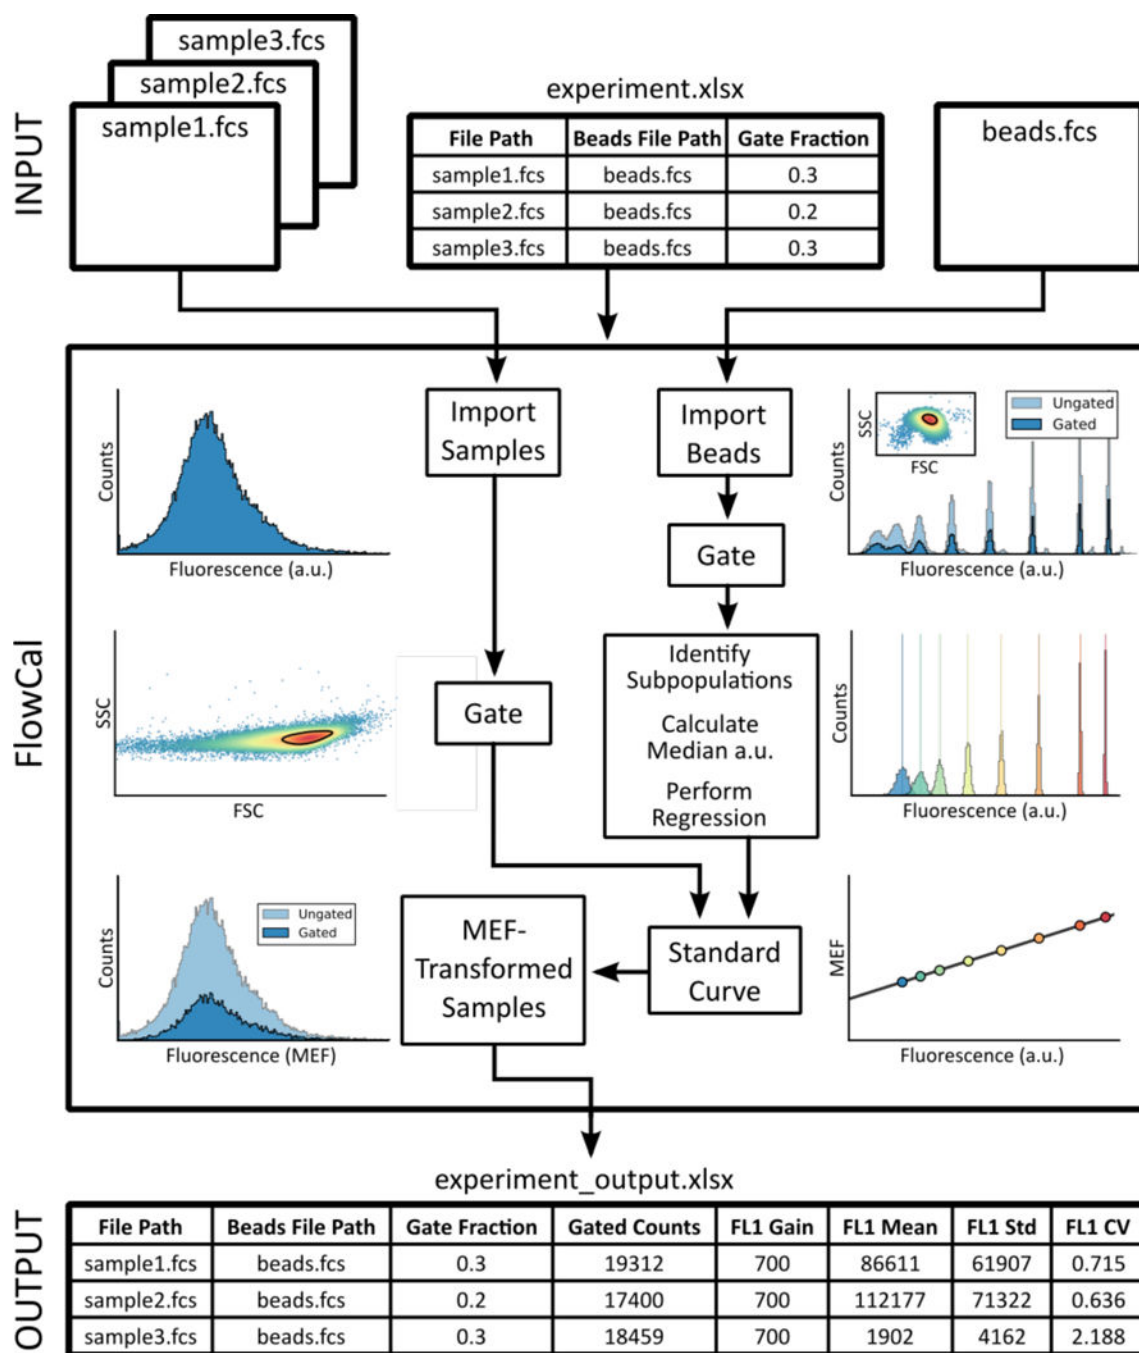 INPUT
sample3.fcs
sample2.fcs
sample1.fcs
experiment.xlsx
File Path Beads File Path Gate Fraction
sample1.fcs beads.fcs 0.3
sample2.fcs beads.fcs 0.2
sample3.fcs beads.fcs 0.3
beads.fcs
FlowCal
Counts
Fluorescence (a.u.)
Import
Samples
Import
Beads
SSC
FSC
Ungated
Gated
Counts
Fluorescence (a.u.)
Gate
SSC
FSC
Gate
Identify
Subpopulations
Calculate
Median a.u.
Perform
Regression
Counts
Fluorescence (a.u.)
Counts
Ungated
Gated
Fluorescence (MEF)
MEF-
Transformed
Samples
Standard
Curve
MEF
Fluorescence (a.u.)
OUTPUT
experiment_output.xlsx
File Path Beads File Path Gate Fraction Gated Counts FL1 Gain FL1 Mean FL1 Std FL1 CV
sample1.fcs beads.fcs 0.3 19312 700 86611 61907 0.715
sample2.fcs beads.fcs 0.2 17400 700 112177 71322 0.636
sample3.fcs beads.fcs 0.3 18459 700 1902 4162 2.188